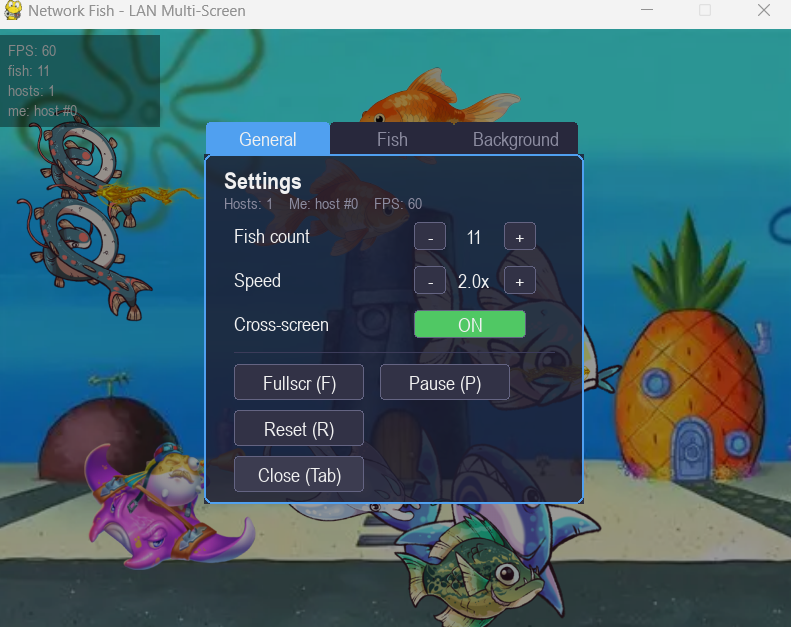 Network Fish - LAN Multi-Screen
FPS: 60
fish: 11
hosts: 1
me: host #0
General Fish Background
Settings
Hosts: 1 Me: host #0 FPS: 60
Fish count - 11 +
Speed - 2.0x +
Cross-screen ON
Fullscr (F) Pause (P)
Reset (R)
Close (Tab)